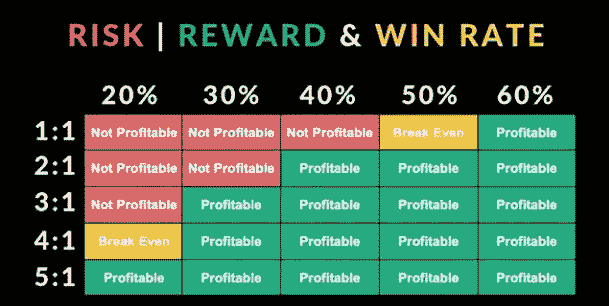 RISK | REWARD & WIN RATE
20% 30% 40% 50% 60%
1:1 Not Profitable Not Profitable Not Profitable Break Even Profitable
2:1 Not Profitable Not Profitable Profitable Profitable Profitable
3:1 Not Profitable Profitable Profitable Profitable Profitable
4:1 Break Even Profitable Profitable Profitable Profitable
5:1 Profitable Profitable Profitable Profitable Profitable